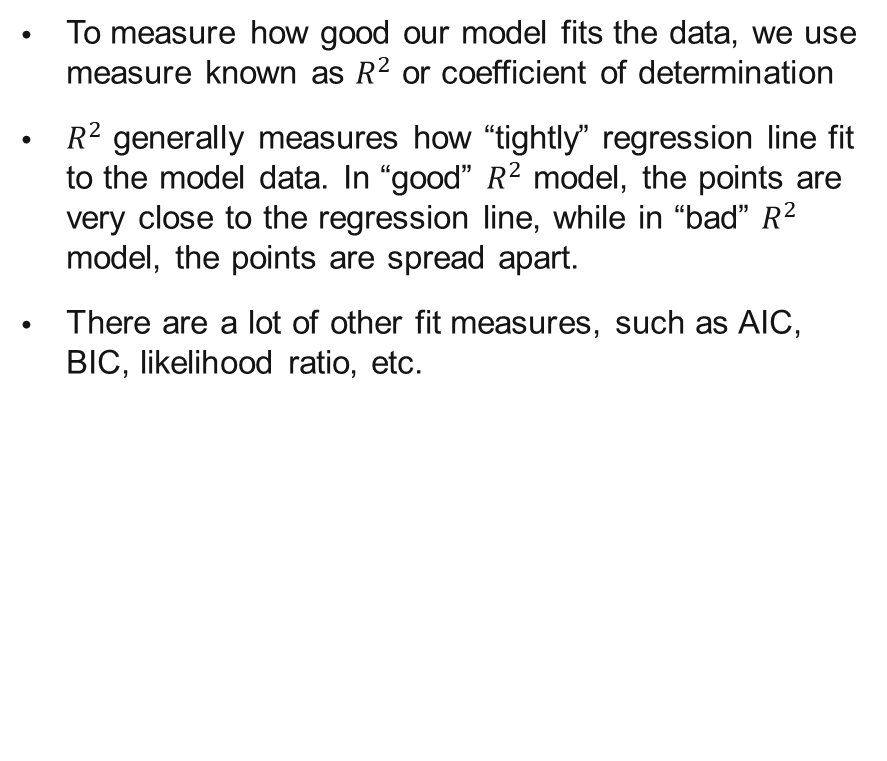 • To measure how good our model fits the data, we use
measure known as R² or coefficient of determination
• R² generally measures how “tightly” regression line fit
to the model data. In “good” R² model, the points are
very close to the regression line, while in “bad” R²
model, the points are spread apart.
• There are a lot of other fit measures, such as AIC,
BIC, likelihood ratio, etc.